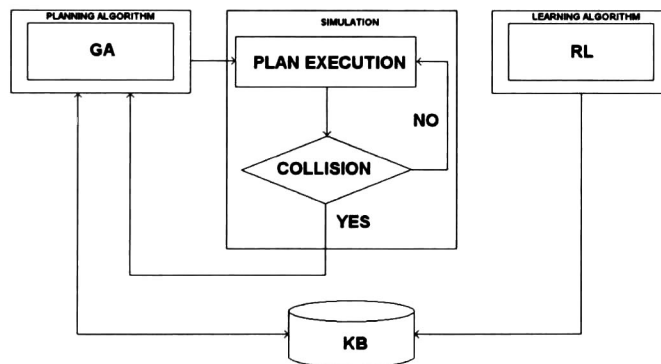 PLANNING ALGORITHM
GA
SIMULATION
PLAN EXECUTION
NO
COLLISION
YES
LEARNING ALGORITHM
RL
KB